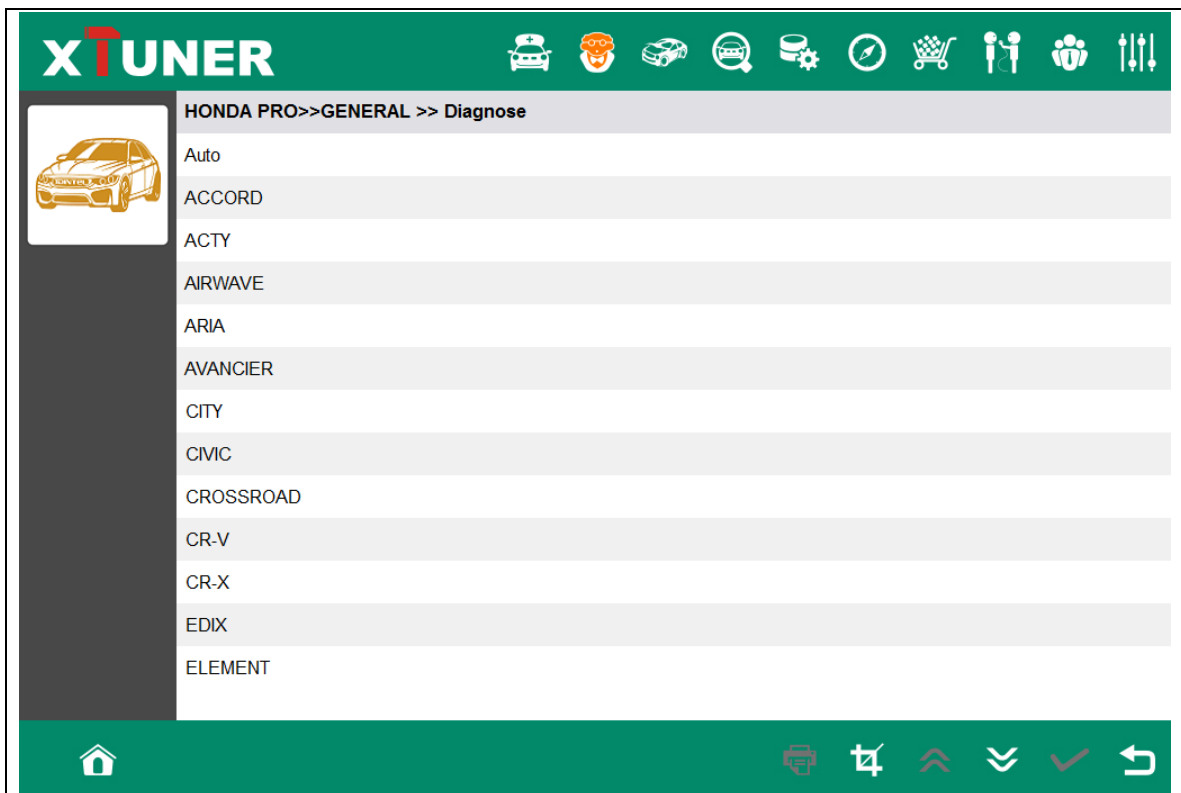 XTUNER
HONDA PRO>>GENERAL >> Diagnose
Auto
ACCORD
ACTY
AIRWAVE
ARIA
AVANCIER
CITY
CIVIC
CROSSROAD
CR-V
CR-X
EDIX
ELEMENT